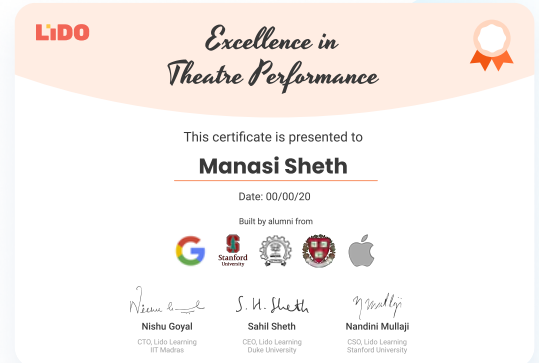 LiDO
Excellence in
Theatre Performance
This certificate is presented to
Manasi Sheth
Date: 00/00/20
Built by alumni from
Stanford
University
S. H. Sheth
Nishu Goyal
Sahil Sheth
Nandini Mullaji
CTO, Lido Learning
CEO, Lido Learning
CSO, Lido Learning
IIT Madras
Duke University
Stanford University